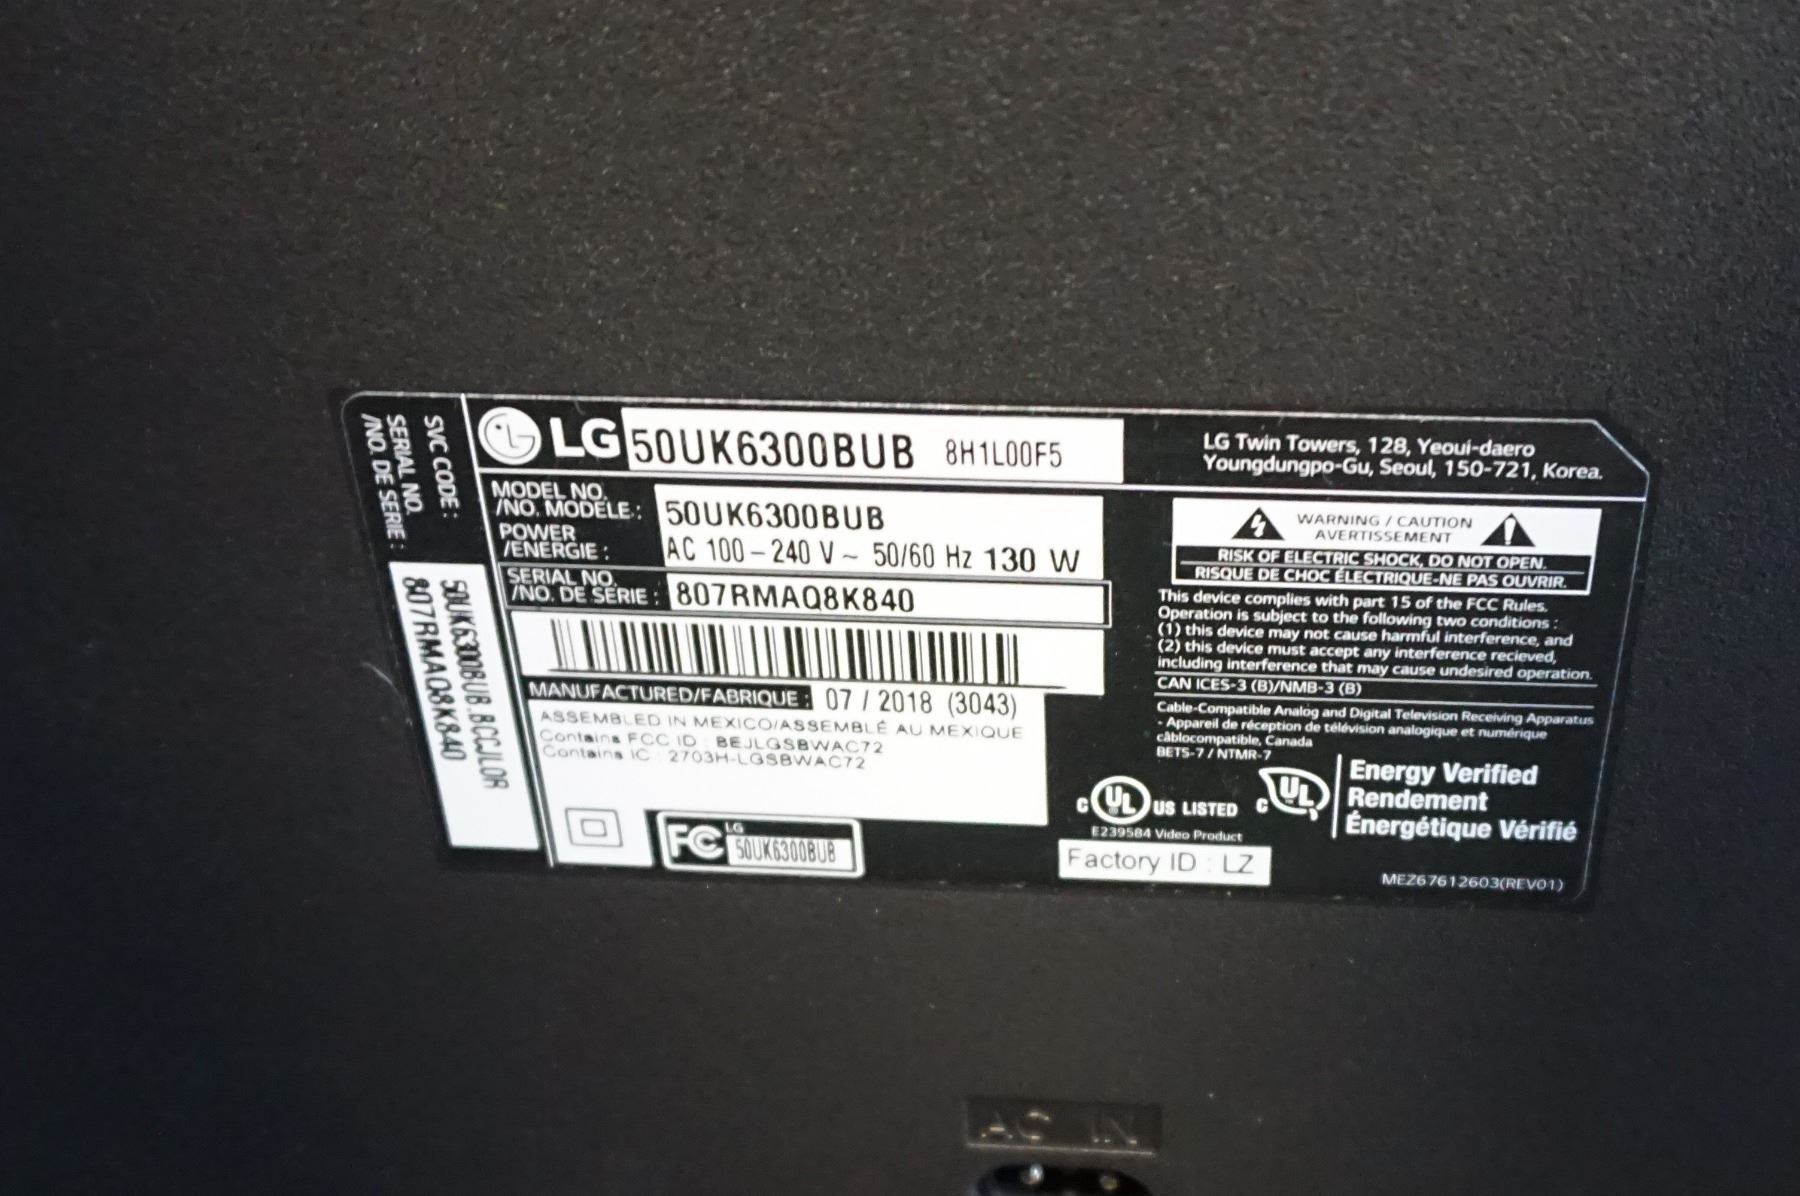 SVC CODE : 50UK6300BUB.BCCJLOR
SERIAL NO.
/NO. DE SERIE : 807RMAQ8K840
LG 50UK6300BUB 8H1L00F5
MODEL NO.
/NO. MODÈLE : 50UK6300BUB
POWER
/ENERGIE : AC 100 – 240 V ~ 50/60 Hz 130 W
SERIAL NO.
/NO. DE SERIE : 807RMAQ8K840
MANUFACTURED/FABRIQUE : 07 / 2018 (3043)
ASSEMBLED IN MEXICO/ASSEMBLÉ AU MEXIQUE
Contains FCC ID : BEJLGSBWAC72
Contains IC : 2703H-LGSBWAC72
FC LG
50UK6300BUB
LG Twin Towers, 128, Yeoui-daero
Youngdungpo-Gu, Seoul, 150-721, Korea.
WARNING / CAUTION
AVERTISSEMENT
RISK OF ELECTRIC SHOCK, DO NOT OPEN.
RISQUE DE CHOC ÉLECTRIQUE-NE PAS OUVRIR.
This device complies with part 15 of the FCC Rules.
Operation is subject to the following two conditions :
(1) this device may not cause harmful interference, and
(2) this device must accept any interference recieved,
including interference that may cause undesired operation.
CAN ICES-3 (B)/NMB-3 (B)
Cable-Compatible Analog and Digital Television Receiving Apparatus
- Appareil de réception de télévision analogique et numérique
câblocompatible, Canada
BETS-7 / NTMR-7
C UL US LISTED
E239584 Video Product
C UL Energy Verified
Rendement
Énergétique Vérifié
Factory ID : LZ
MEZ67612603(REV01)
AC IN